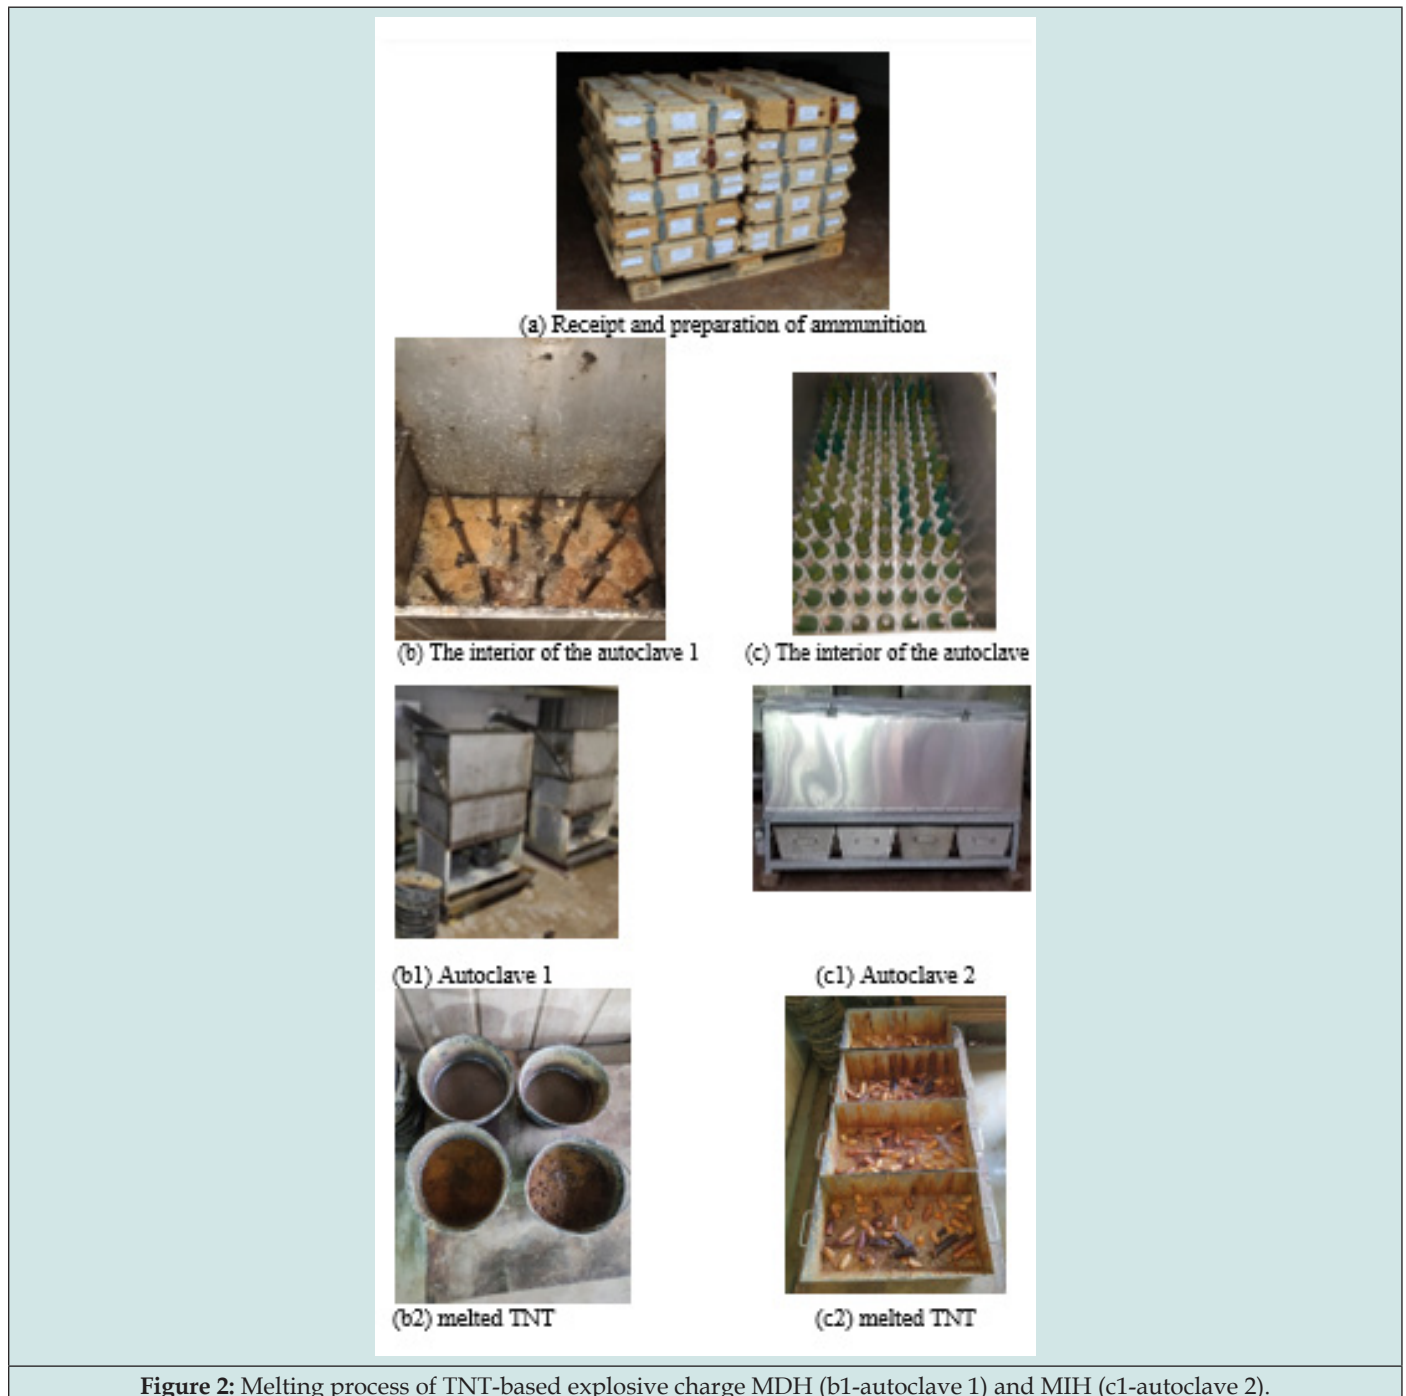 (a) Receipt and preparation of ammunition
(b) The interior of the autoclave 1
(c) The interior of the autoclave
(b1) Autoclave 1
(c1) Autoclave 2
(b2) melted TNT
(c2) melted TNT
Figure 2: Melting process of TNT-based explosive charge MDH (b1-autoclave 1) and MIH (c1-autoclave 2).